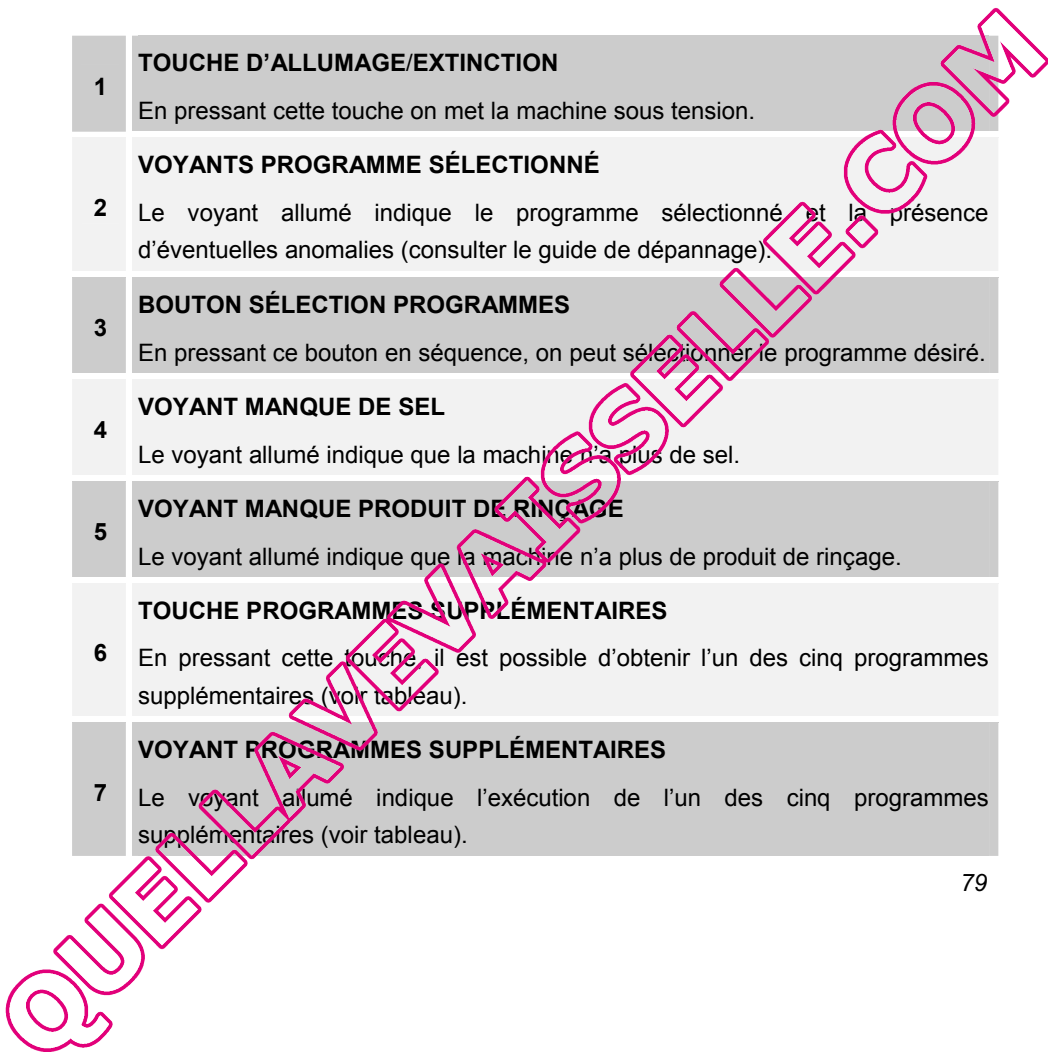 1
TOUCHE D’ALLUMAGE/EXTINCTION
En pressant cette touche on met la machine sous tension.
2
VOYANTS PROGRAMME SÉLECTIONNÉ
Le voyant allumé indique le programme sélectionné et la présence
d’éventuelles anomalies (consulter le guide de dépannage).
3
BOUTON SÉLECTION PROGRAMMES
En pressant ce bouton en séquence, on peut sélectionner le programme désiré.
4
VOYANT MANQUE DE SEL
Le voyant allumé indique que la machine n’a plus de sel.
5
VOYANT MANQUE PRODUIT DE RINÇAGE
Le voyant allumé indique que la machine n’a plus de produit de rinçage.
6
TOUCHE PROGRAMMES SUPPLÉMENTAIRES
En pressant cette touche, il est possible d’obtenir l’un des cinq programmes
supplémentaires (voir tableau).
7
VOYANT PROGRAMMES SUPPLÉMENTAIRES
Le voyant allumé indique l’exécution de l’un des cinq programmes
supplémentaires (voir tableau).
79
QUELLAVEVAISSELLE.COM